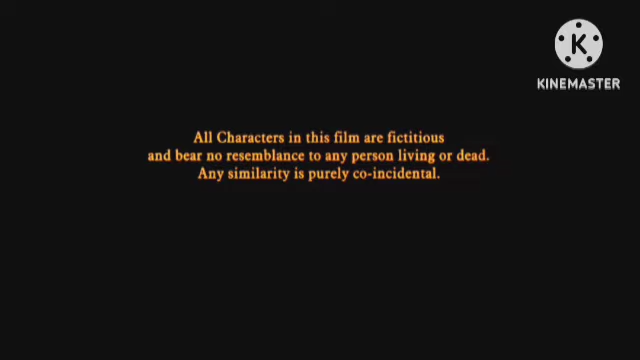 K
KINEMASTER
All Characters in this film are fictitious
and bear no resemblance to any person living or dead.
Any similarity is purely co-incidental.